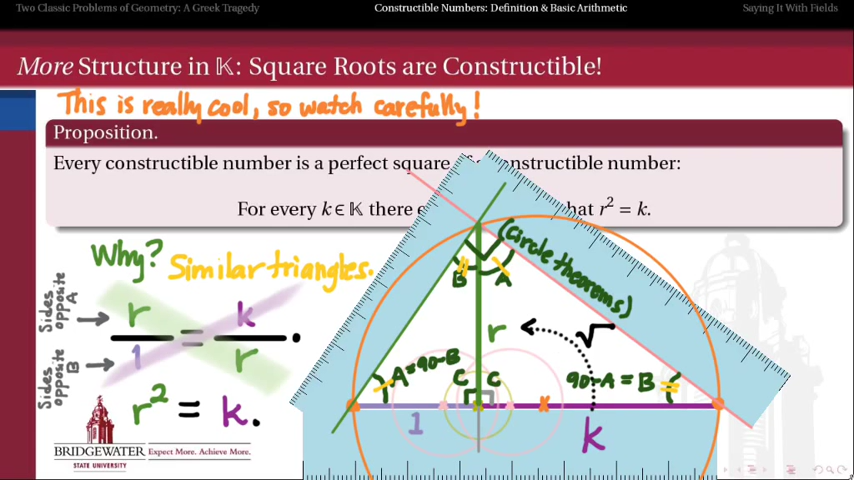 Two Classic Problems of Geometry: A Greek Tragedy
Constructible Numbers: Definition & Basic Arithmetic
Saying It With Fields
More Structure in 𝕂: Square Roots are Constructible!
This is really cool, so watch carefully!
Proposition.
Every constructible number is a perfect square constructible number:
For every k ∈ 𝕂 there hat r² = k.
Why? Similar triangles.
(circle theorems)
B A
Sides opposite A → r = k
Sides opposite B → 1 r .
r² = k.
r √
A=90-B C C 90-A=B
1 k
BRIDGEWATER
STATE UNIVERSITY
Expect More. Achieve More.